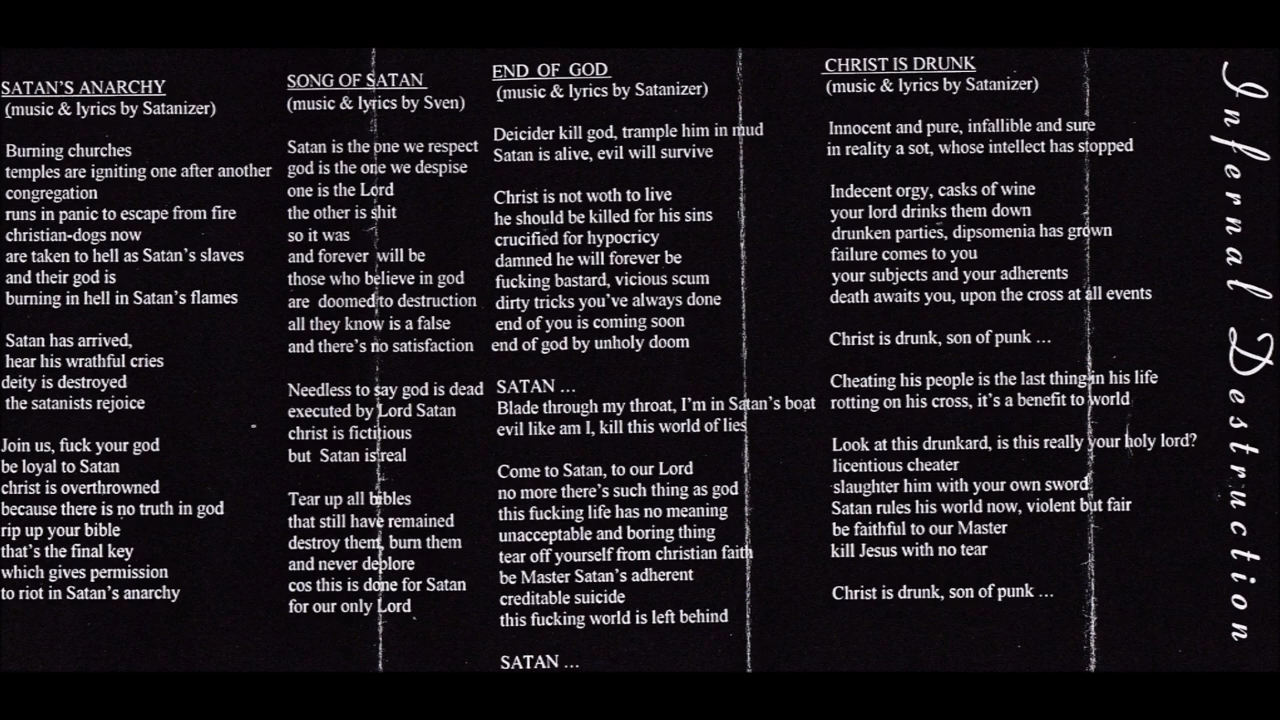 SATAN'S ANARCHY
(music & lyrics by Satanizer)
Burning churches
temples are igniting one after another
congregation
runs in panic to escape from fire
christian-dogs now
are taken to hell as Satan's slaves
and their god is
burning in hell in Satan's flames
Satan has arrived,
hear his wrathful cries
deity is destroyed
the satanists rejoice
Join us, fuck your god
be loyal to Satan
christ is overthrowned
because there is no truth in god
rip up your bible
that's the final key
which gives permission
to riot in Satan's anarchy
SONG OF SATAN
(music & lyrics by Sven)
Satan is the one we respect
god is the one we despise
one is the Lord
the other is shit
so it was
and forever will be
those who believe in god
are doomed to destruction
all they know is a false
and there's no satisfaction
Needless to say god is dead
executed by Lord Satan
christ is fictitious
but Satan is real
Tear up all bibles
that still have remained
destroy them, burn them
and never deplore
cos this is done for Satan
for our only Lord
END OF GOD
(music & lyrics by Satanizer)
Deicider kill god, trample him in mud
Satan is alive, evil will survive
Christ is not woth to live
he should be killed for his sins
crucified for hypocricy
damned he will forever be
fucking bastard, vicious scum
dirty tricks you've always done
end of you is coming soon
end of god by unholy doom
SATAN ...
Blade through my throat, I'm in Satan's boat
evil like am I, kill this world of lies
Come to Satan, to our Lord
no more there's such thing as god
this fucking life has no meaning
unacceptable and boring thing
tear off yourself from christian faith
be Master Satan's adherent
creditable suicide
this fucking world is left behind
SATAN ...
CHRIST IS DRUNK
(music & lyrics by Satanizer)
Innocent and pure, infallible and sure
in reality a sot, whose intellect has stopped
Indecent orgy, casks of wine
your lord drinks them down
drunken parties, dipsomenia has grown
failure comes to you
your subjects and your adherents
death awaits you, upon the cross at all events
Christ is drunk, son of punk ...
Cheating his people is the last thing in his life
rotting on his cross, it's a benefit to world
Look at this drunkard, is this really your holy lord?
licentious cheater
slaughter him with your own sword
Satan rules his world now, violent but fair
be faithful to our Master
kill Jesus with no tear
Christ is drunk, son of punk ...
Infernal Destruction